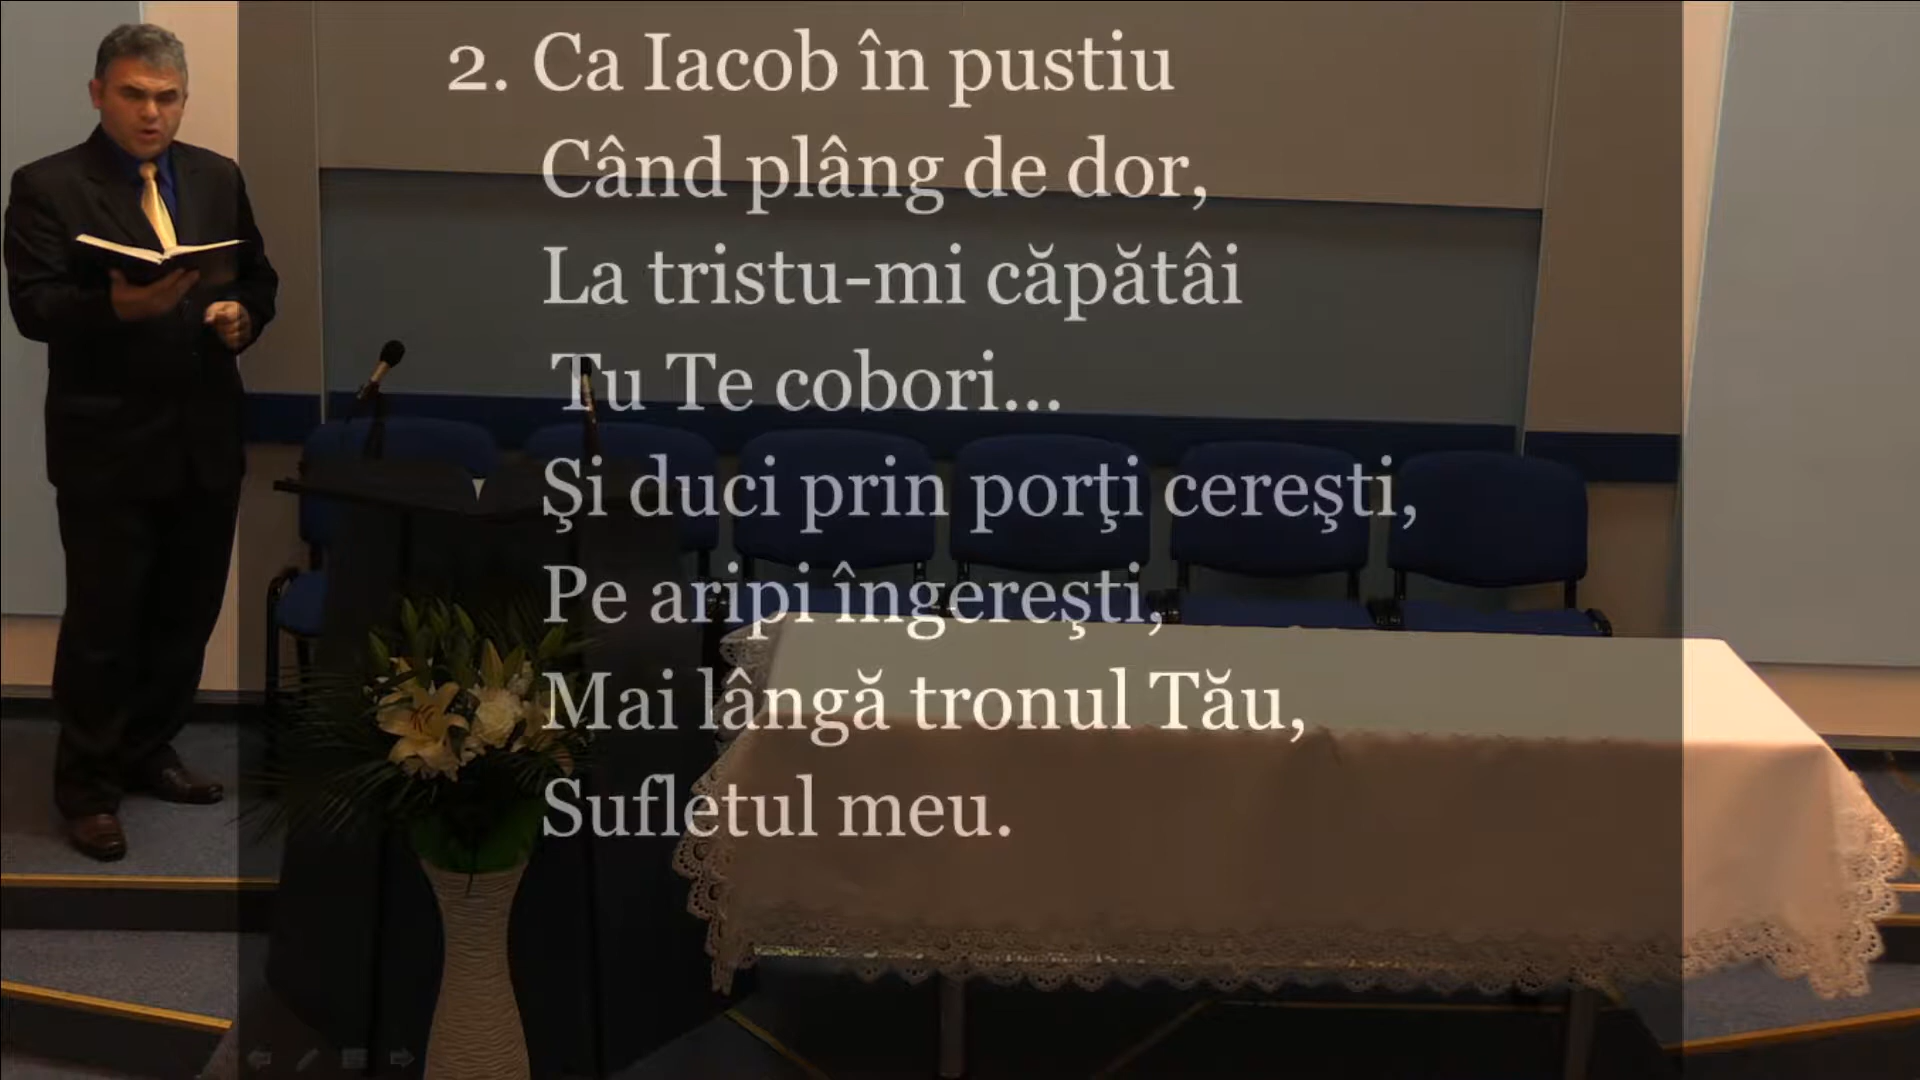 2. Ca Iacob în pustiu
Când plâng de dor,
La tristu-mi căpătâi
Tu Te cobori...
Şi duci prin porţi cereşti,
Pe aripi îngereşti,
Mai lângă tronul Tău,
Sufletul meu.